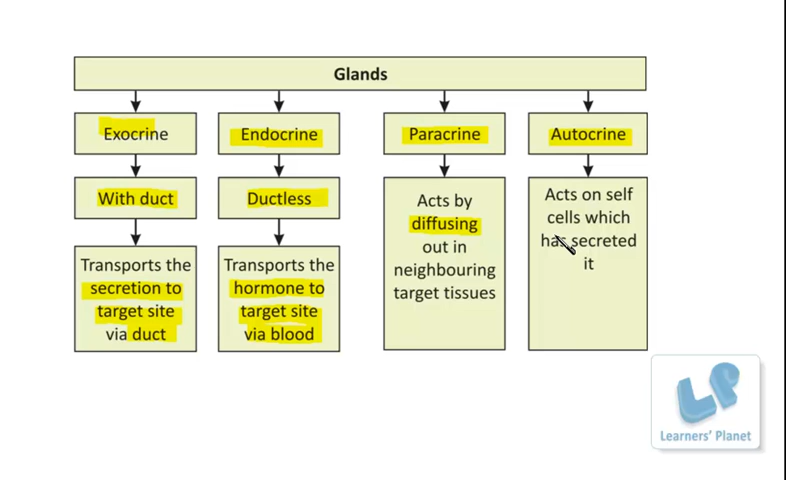 Glands
Exocrine
Endocrine
Paracrine
Autocrine
With duct
Ductless
Transports the
secretion to
target site
via duct
Transports the
hormone to
target site
via blood
Acts by
diffusing
out in
neighbouring
target tissues
Acts on self
cells which
has secreted
it
LP
Learners' Planet